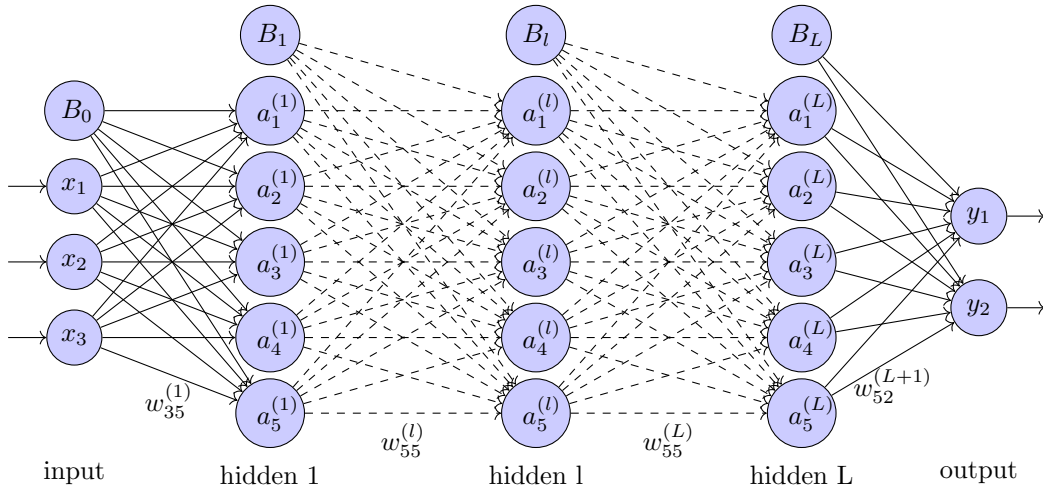 B_1 B_l B_L
B_0 a_1^{(1)} a_1^{(l)} a_1^{(L)}
x_1 a_2^{(1)} a_2^{(l)} a_2^{(L)} y_1
x_2 a_3^{(1)} a_3^{(l)} a_3^{(L)}
x_3 a_4^{(1)} a_4^{(l)} a_4^{(L)} y_2
w_{35}^{(1)} a_5^{(1)} w_{55}^{(l)} a_5^{(l)} w_{55}^{(L)} a_5^{(L)} w_{52}^{(L+1)}
input hidden 1 hidden l hidden L output